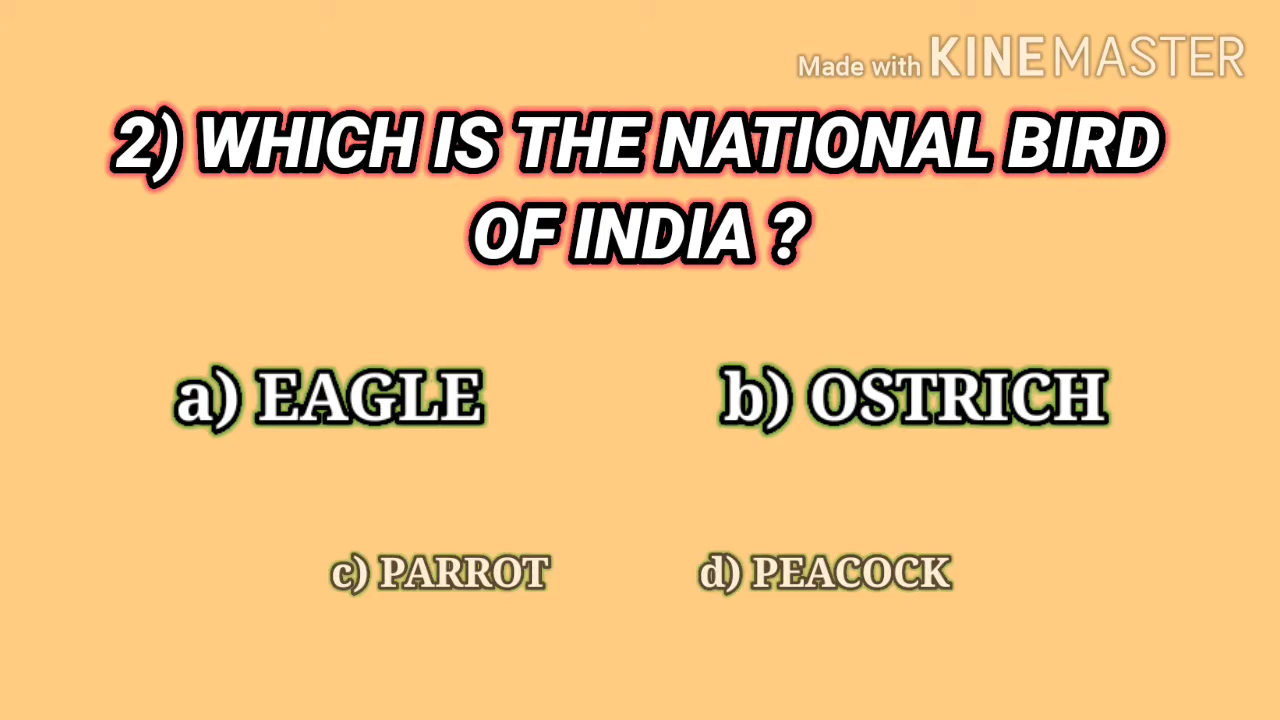 Made with KINEMASTER
2) WHICH IS THE NATIONAL BIRD
OF INDIA ?
a) EAGLE b) OSTRICH
c) PARROT d) PEACOCK